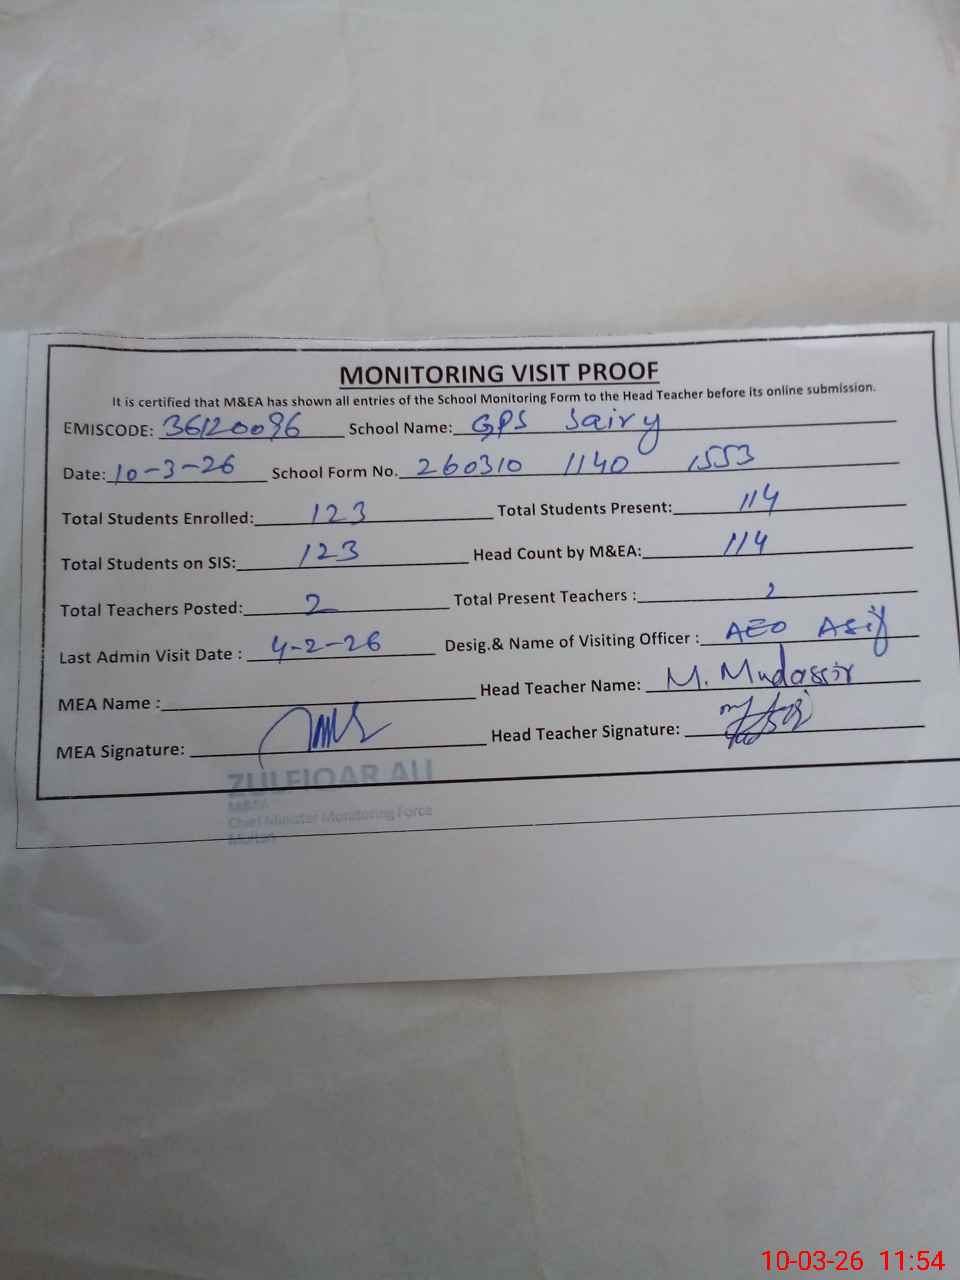 MONITORING VISIT PROOF
It is certified that M&EA has shown all entries of the School Monitoring Form to the Head Teacher before its online submission.
EMISCODE: 36120096 School Name: GPS Sairy
Date: 10-3-26 School Form No. 260310 1140 1553
Total Students Enrolled: 123 Total Students Present: 114
Total Students on SIS: 123 Head Count by M&EA: 114
Total Teachers Posted: 2 Total Present Teachers : 2
Last Admin Visit Date : 4-2-26 Desig.& Name of Visiting Officer : AEO Asif
MEA Name : Head Teacher Name: M. Mudassir
MEA Signature: Head Teacher Signature:
ZULFIQAR ALI
M&EA
Chief Minister Monitoring Force
Multan
10-03-26 11:54